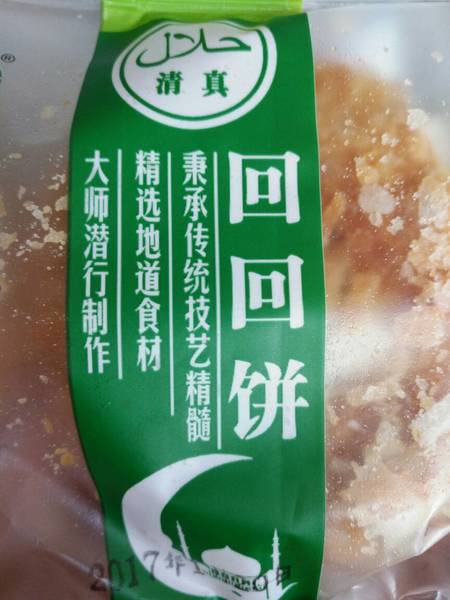 حلال
清真
回回饼
秉承传统技艺精髓
精选地道食材
大师潜行制作